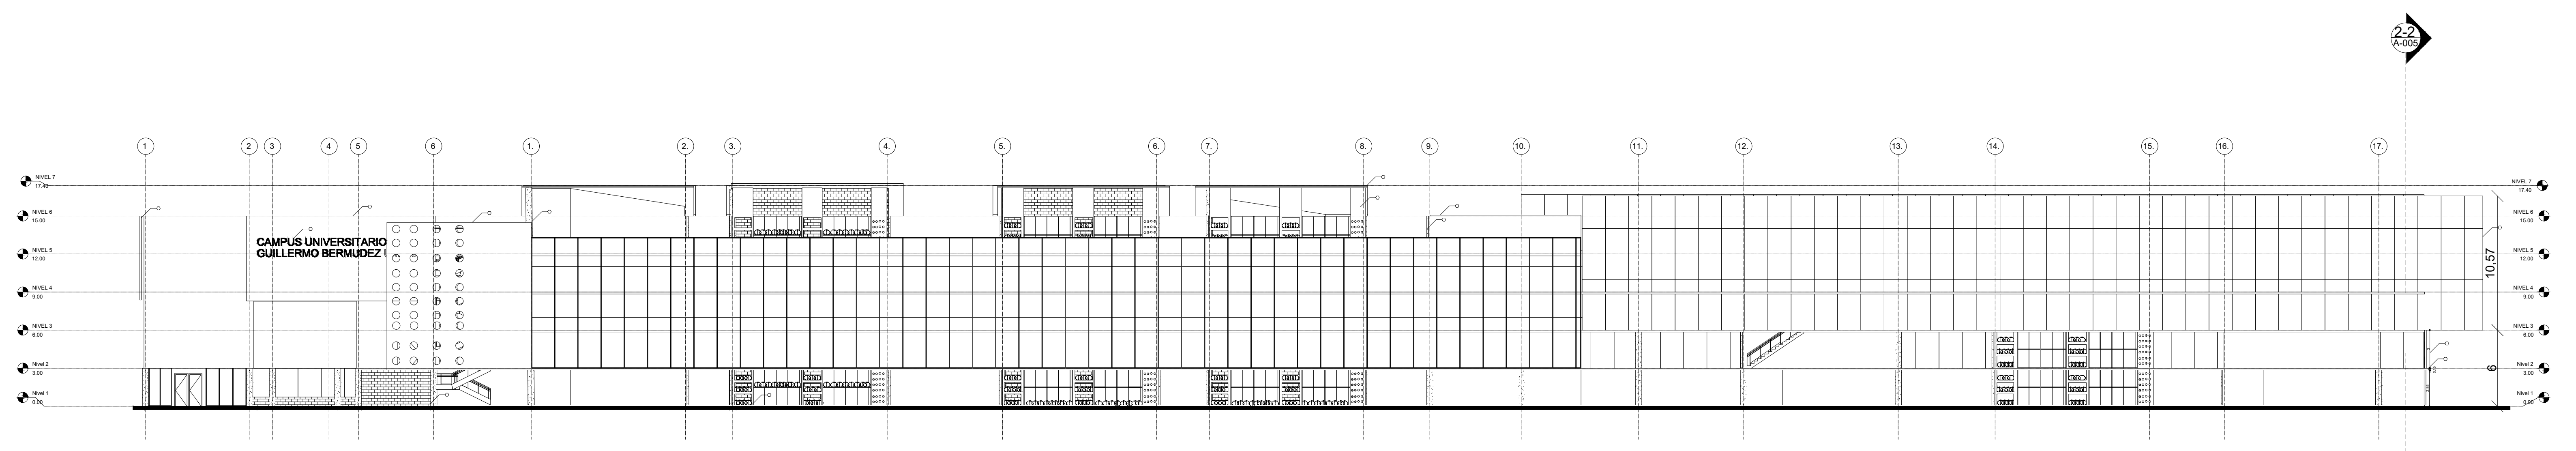 2-2
A-005
1 2 3 4 5 6 1. 2. 3. 4. 5. 6. 7. 8. 9. 10. 11. 12. 13. 14. 15. 16. 17.
NIVEL 7
17.40
NIVEL 6
15.00
NIVEL 5
12.00
NIVEL 4
9.00
NIVEL 3
6.00
Nivel 2
3.00
Nivel 1
0.00
CAMPUS UNIVERSITARIO
GUILLERMO BERMUDEZ
NIVEL 7
17.40
NIVEL 6
15.00
NIVEL 5
12.00
NIVEL 4
9.00
NIVEL 3
6.00
Nivel 2
3.00
Nivel 1
0.00
10,57
6